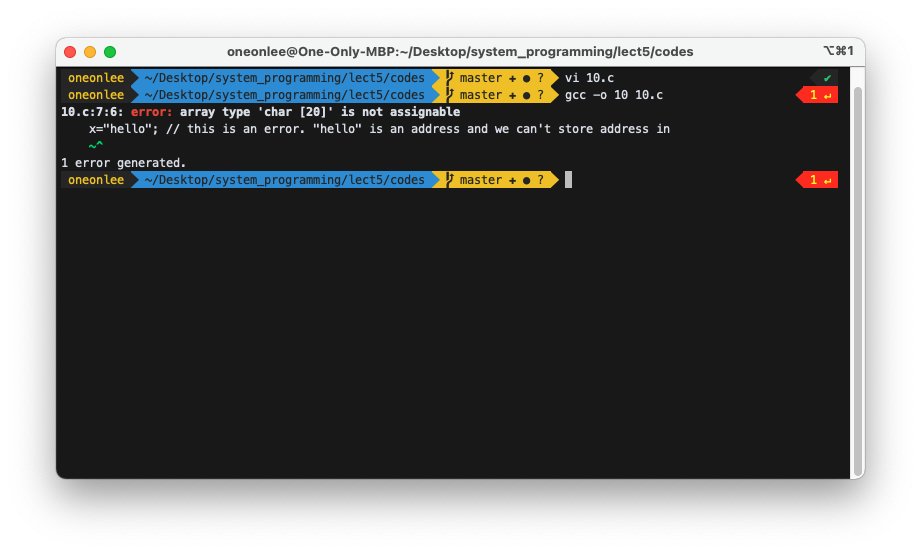 oneonlee@One-Only-MBP:~/Desktop/system_programming/lect5/codes ⌥⌘1
oneonlee ~/Desktop/system_programming/lect5/codes master + ● ? vi 10.c ✔
oneonlee ~/Desktop/system_programming/lect5/codes master + ● ? gcc -o 10 10.c 1 ↵
10.c:7:6: error: array type 'char [20]' is not assignable
x="hello"; // this is an error. "hello" is an address and we can't store address in
~^
1 error generated.
oneonlee ~/Desktop/system_programming/lect5/codes master + ● ? 1 ↵